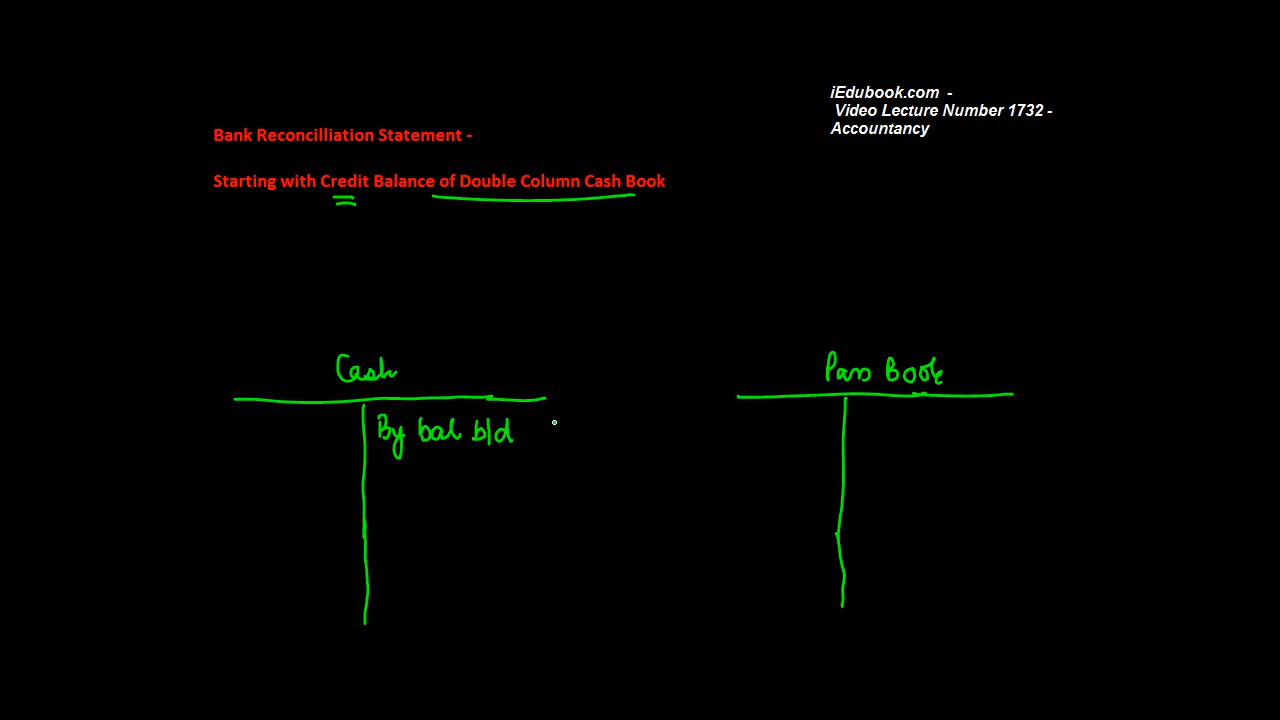 iEdubook.com -
Video Lecture Number 1732 -
Accountancy
Bank Reconcilliation Statement -
Starting with Credit Balance of Double Column Cash Book
Cash
Pass Book
By bal b/d